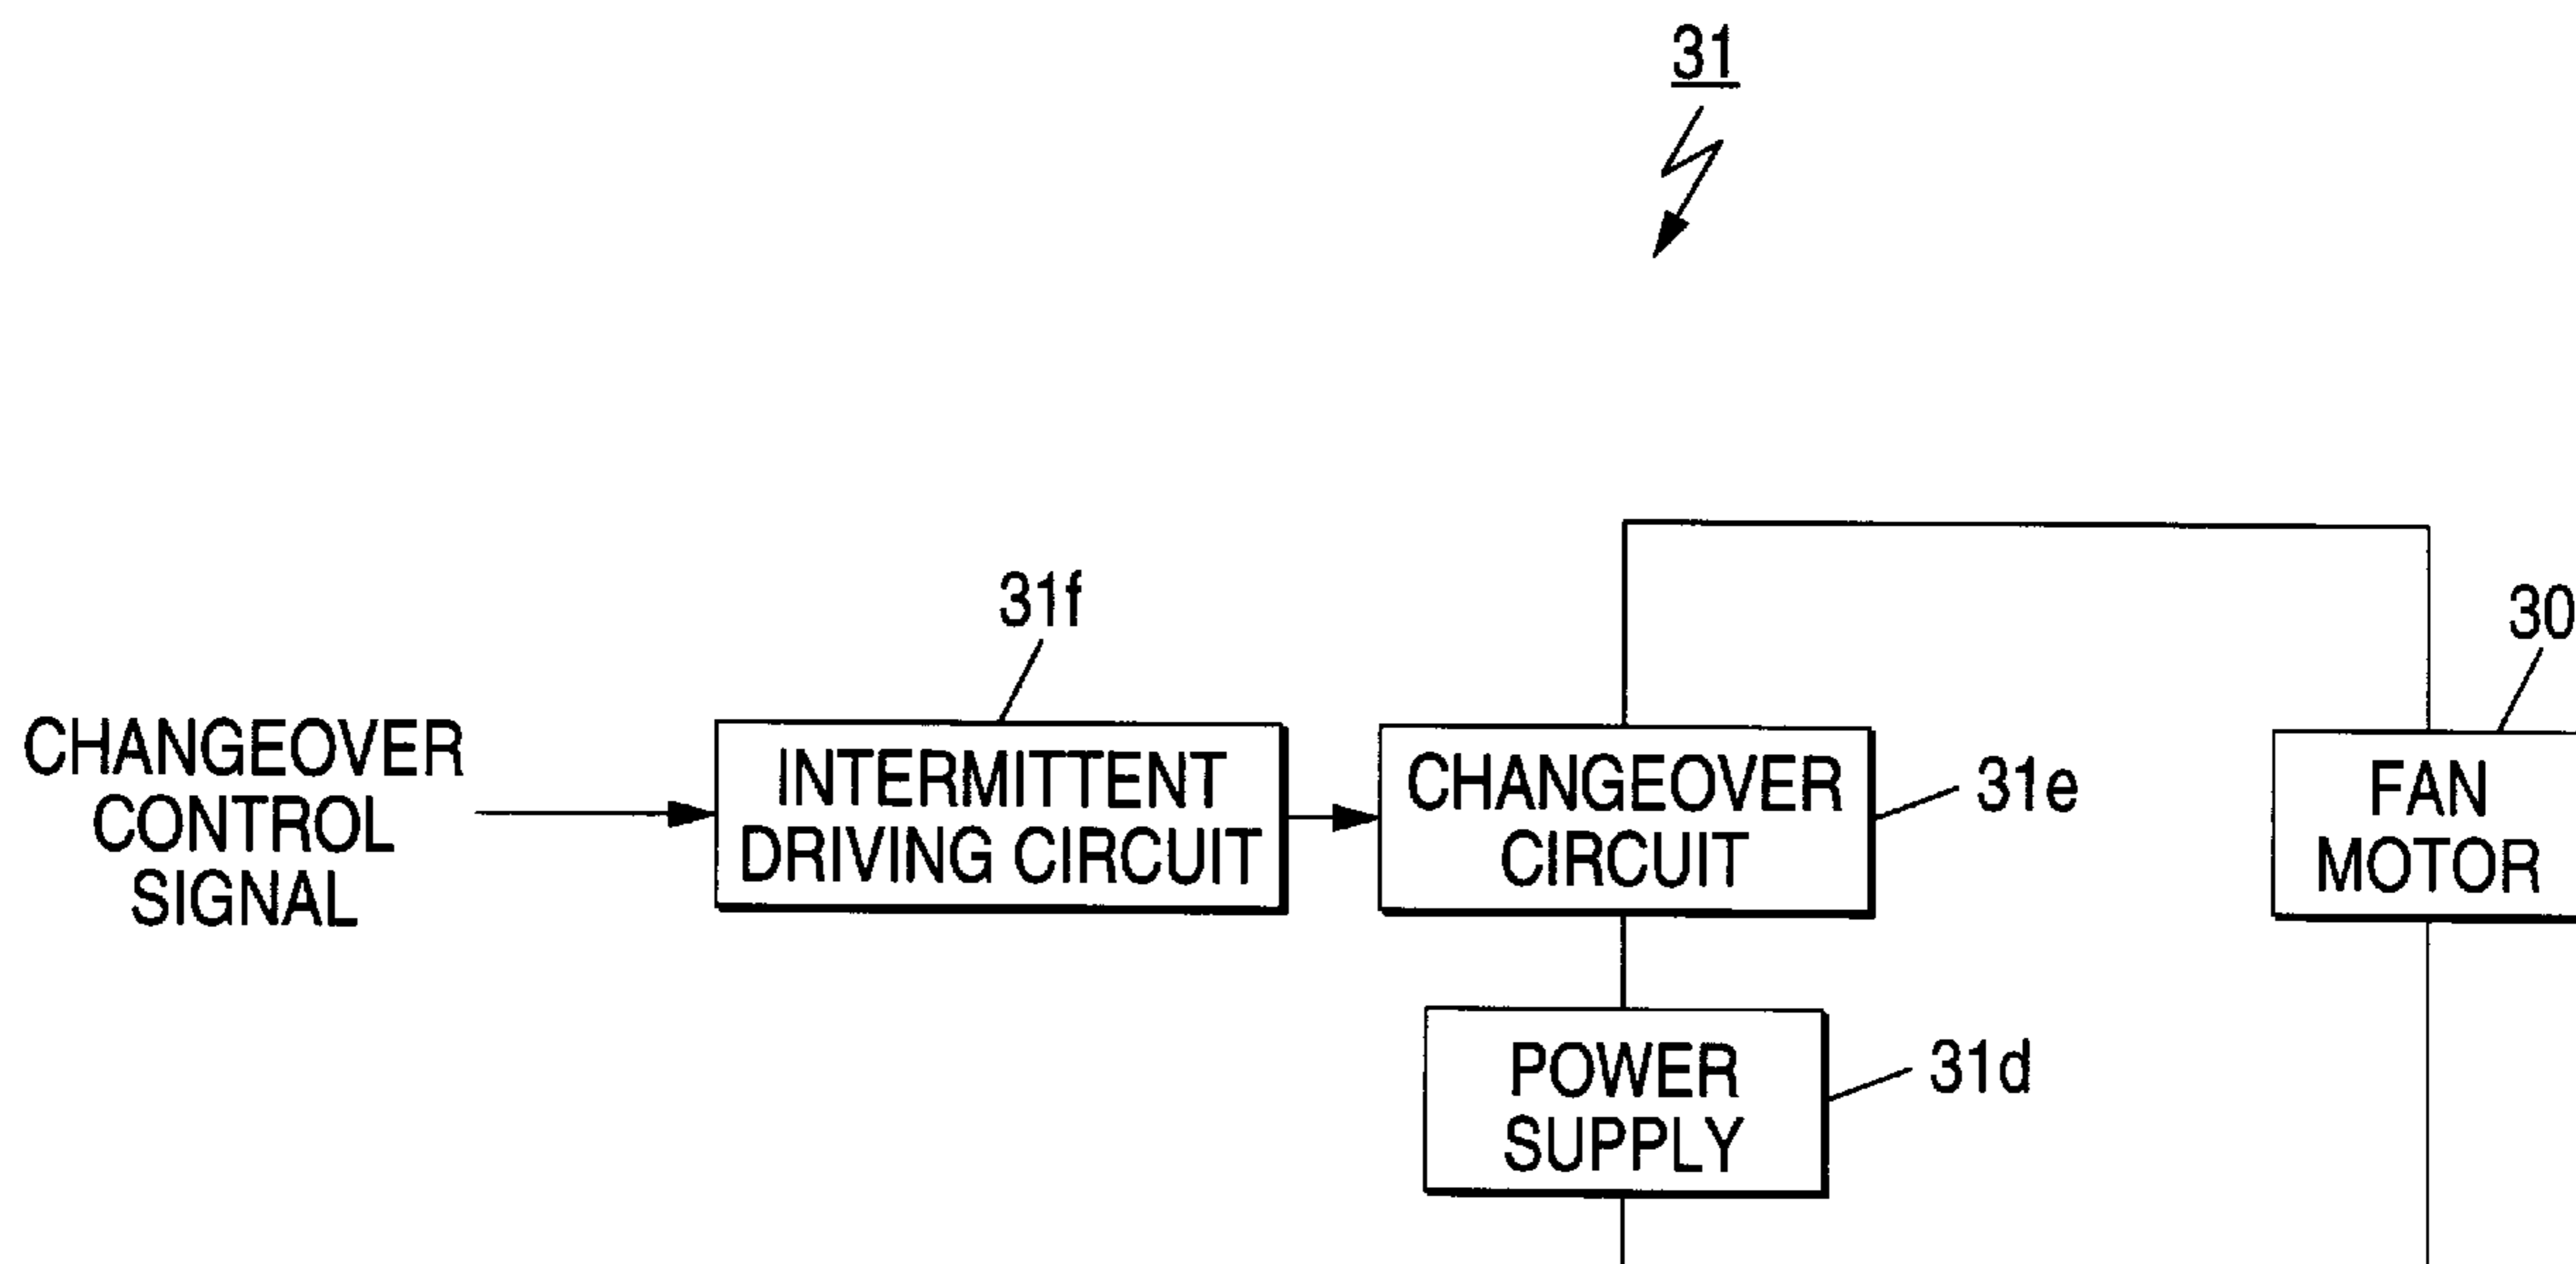 31
31f
30
CHANGEOVER
CONTROL
SIGNAL
INTERMITTENT
DRIVING CIRCUIT
CHANGEOVER
CIRCUIT
31e
FAN
MOTOR
POWER
SUPPLY
31d